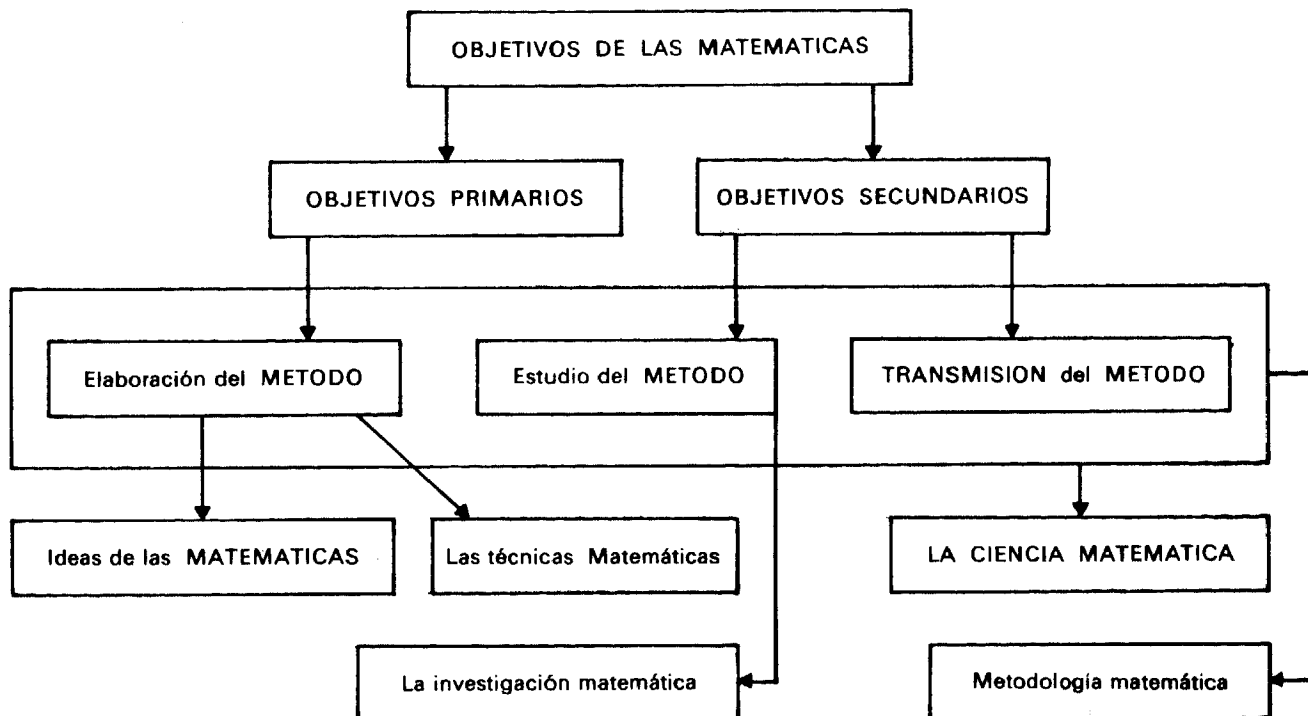 OBJETIVOS DE LAS MATEMATICAS
OBJETIVOS PRIMARIOS
OBJETIVOS SECUNDARIOS
Elaboración del METODO
Estudio del METODO
TRANSMISION del METODO
Ideas de las MATEMATICAS
Las técnicas Matemáticas
LA CIENCIA MATEMATICA
La investigación matemática
Metodología matemática